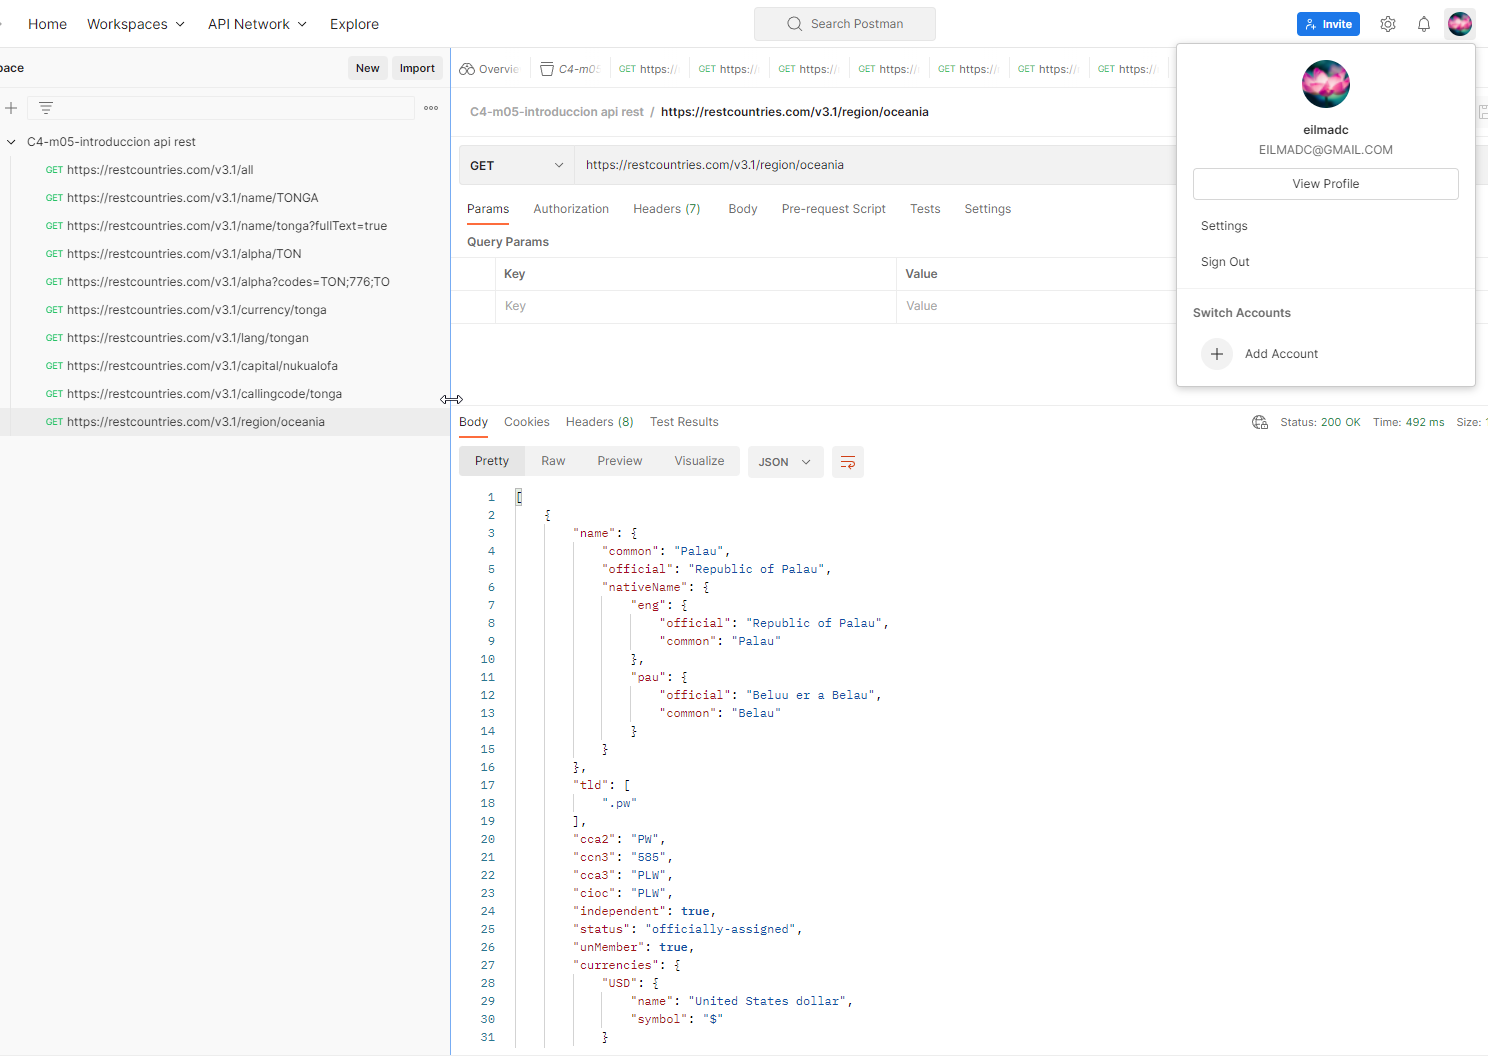 Home Workspaces API Network Explore Search Postman Invite
pace New Import
Overvie C4-m05 GET https:// GET https:// GET https:// GET https:// GET https:// GET https:// GET https://
C4-m05-introduccion api rest
GET https://restcountries.com/v3.1/all
GET https://restcountries.com/v3.1/name/TONGA
GET https://restcountries.com/v3.1/name/tonga?fullText=true
GET https://restcountries.com/v3.1/alpha/TON
GET https://restcountries.com/v3.1/alpha?codes=TON;776;TO
GET https://restcountries.com/v3.1/currency/tonga
GET https://restcountries.com/v3.1/lang/tongan
GET https://restcountries.com/v3.1/capital/nukualofa
GET https://restcountries.com/v3.1/callingcode/tonga
GET https://restcountries.com/v3.1/region/oceania
C4-m05-introduccion api rest / https://restcountries.com/v3.1/region/oceania
GET https://restcountries.com/v3.1/region/oceania
Params Authorization Headers (7) Body Pre-request Script Tests Settings
Query Params
Key Value
Key Value
eilmadc
EILMADC@GMAIL.COM
View Profile
Settings
Sign Out
Switch Accounts
Add Account
Body Cookies Headers (8) Test Results Status: 200 OK Time: 492 ms Size:
Pretty Raw Preview Visualize JSON
1 [
2 {
3 "name": {
4 "common": "Palau",
5 "official": "Republic of Palau",
6 "nativeName": {
7 "eng": {
8 "official": "Republic of Palau",
9 "common": "Palau"
10 },
11 "pau": {
12 "official": "Beluu er a Belau",
13 "common": "Belau"
14 }
15 }
16 },
17 "tld": [
18 ".pw"
19 ],
20 "cca2": "PW",
21 "ccn3": "585",
22 "cca3": "PLW",
23 "cioc": "PLW",
24 "independent": true,
25 "status": "officially-assigned",
26 "unMember": true,
27 "currencies": {
28 "USD": {
29 "name": "United States dollar",
30 "symbol": "$"
31 }